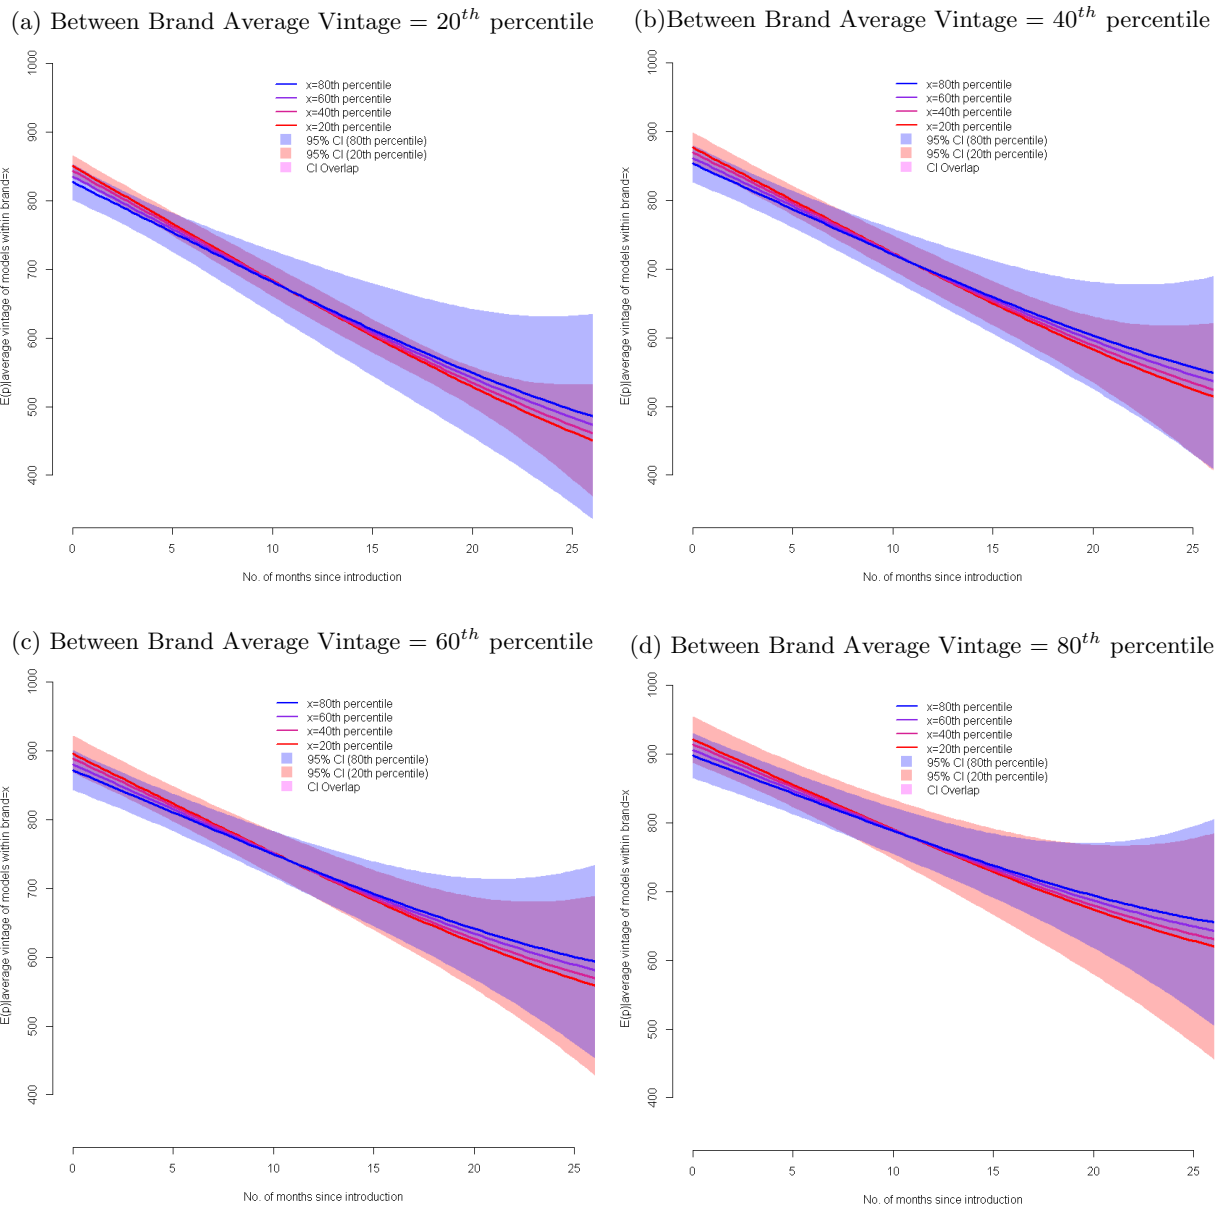 (a) Between Brand Average Vintage = 20th percentile
1000
900
800
700
600
500
400
E(p)|average vintage of models within brand=x
x=80th percentile
x=60th percentile
x=40th percentile
x=20th percentile
95% CI (80th percentile)
95% CI (20th percentile)
CI Overlap
0 5 10 15 20 25
No. of months since introduction
(b)Between Brand Average Vintage = 40th percentile
1000
900
800
700
600
500
400
E(p)|average vintage of models within brand=x
x=80th percentile
x=60th percentile
x=40th percentile
x=20th percentile
95% CI (80th percentile)
95% CI (20th percentile)
CI Overlap
0 5 10 15 20 25
No. of months since introduction
(c) Between Brand Average Vintage = 60th percentile
1000
900
800
700
600
500
400
E(p)|average vintage of models within brand=x
x=80th percentile
x=60th percentile
x=40th percentile
x=20th percentile
95% CI (80th percentile)
95% CI (20th percentile)
CI Overlap
0 5 10 15 20 25
No. of months since introduction
(d) Between Brand Average Vintage = 80th percentile
1000
900
800
700
600
500
400
E(p)|average vintage of models within brand=x
x=80th percentile
x=60th percentile
x=40th percentile
x=20th percentile
95% CI (80th percentile)
95% CI (20th percentile)
CI Overlap
0 5 10 15 20 25
No. of months since introduction